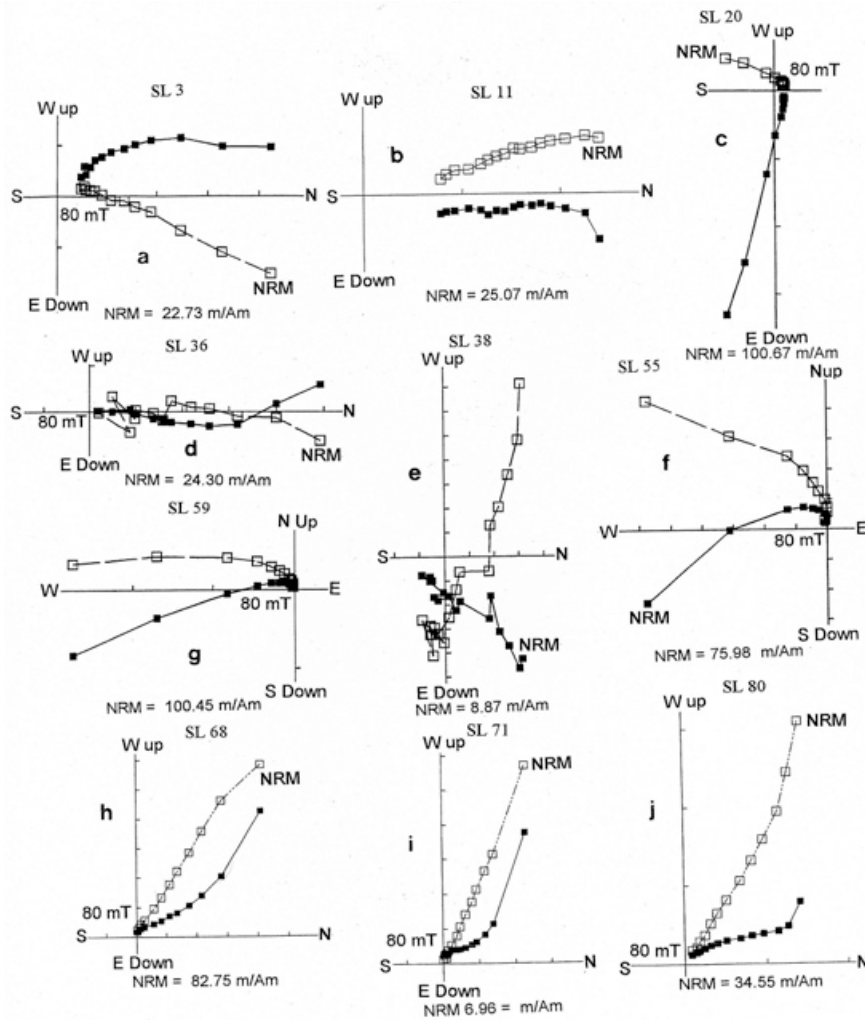 SL 3
W up
S
N
80 mT
a
NRM
E Down
NRM = 22.73 m/Am
SL 11
W up
b
NRM
S
N
E Down
NRM = 25.07 m/Am
SL 20
W up
NRM
80 mT
S
c
E Down
NRM = 100.67 m/Am
SL 36
W up
S
N
80 mT
d
E Down
NRM
NRM = 24.30 m/Am
SL 38
W up
e
S
N
NRM
E Down
NRM = 8.87 m/Am
SL 55
Nup
f
W
E
80 mT
NRM
S Down
NRM = 75.98 m/Am
SL 59
N Up
W
E
80 mT
g
S Down
NRM = 100.45 m/Am
SL 68
W up
NRM
h
80 mT
S
N
E Down
NRM = 82.75 m/Am
SL 71
W up
NRM
i
80 mT
S
N
E Down
NRM 6.96 = m/Am
SL 80
W up
NRM
j
80 mT
S
N
E Down
NRM = 34.55 m/Am